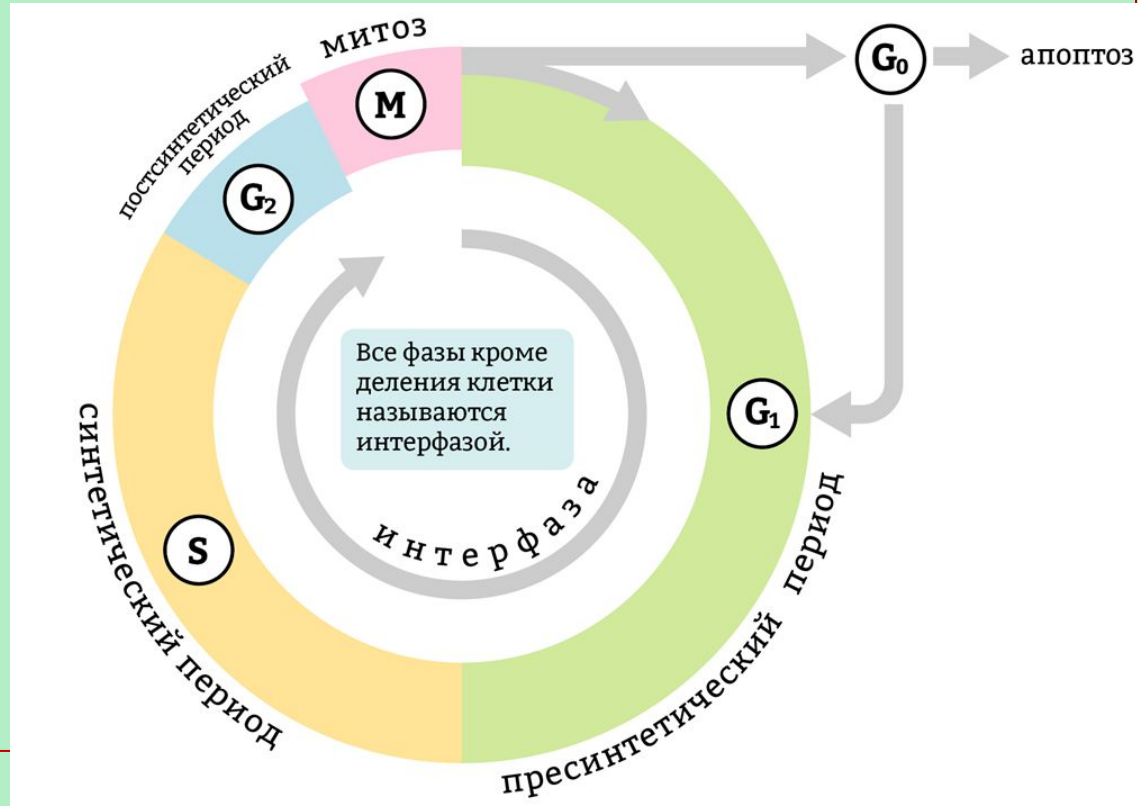 митоз
M
G₀
апоптоз
постсинтетический
период
G₂
Все фазы кроме
деления клетки
называются
интерфазой.
G₁
интерфаза
S
синтетический период
пресинтетический период